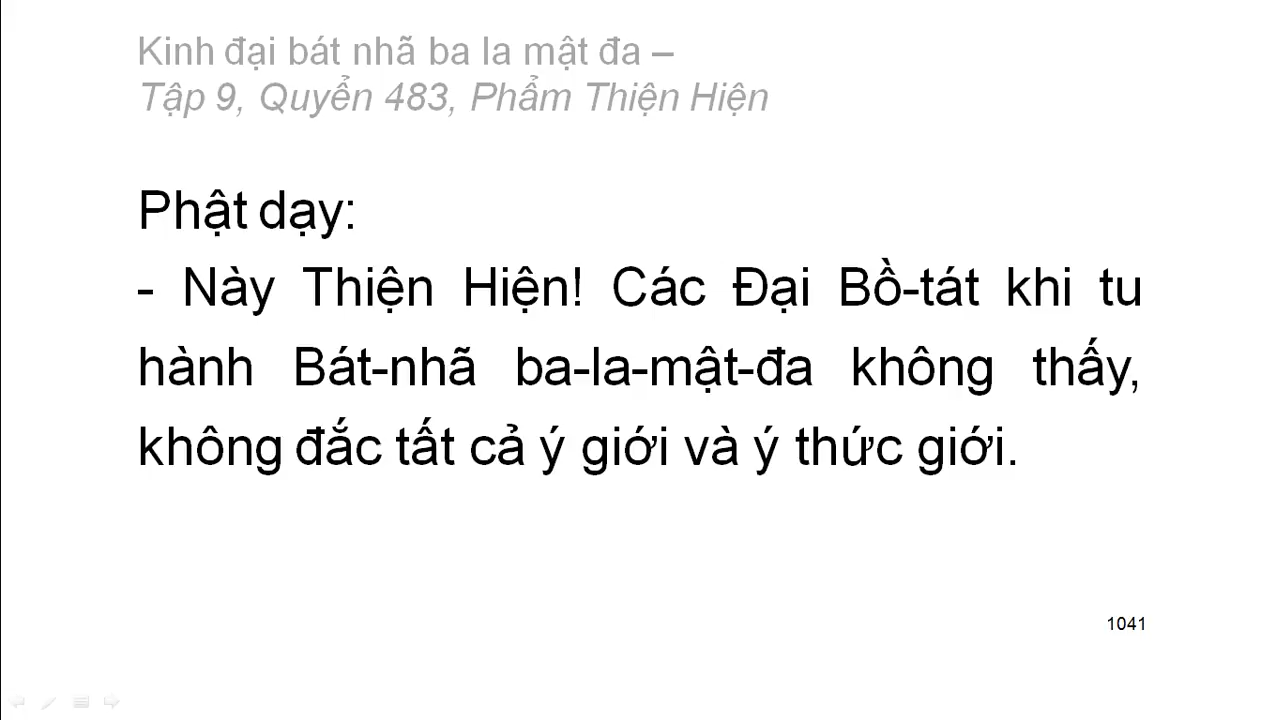 Kinh đại bát nhã ba la mật đa –
Tập 9, Quyển 483, Phẩm Thiện Hiện
Phật dạy:
- Này Thiện Hiện! Các Đại Bồ-tát khi tu
hành Bát-nhã ba-la-mật-đa không thấy,
không đắc tất cả ý giới và ý thức giới.
1041